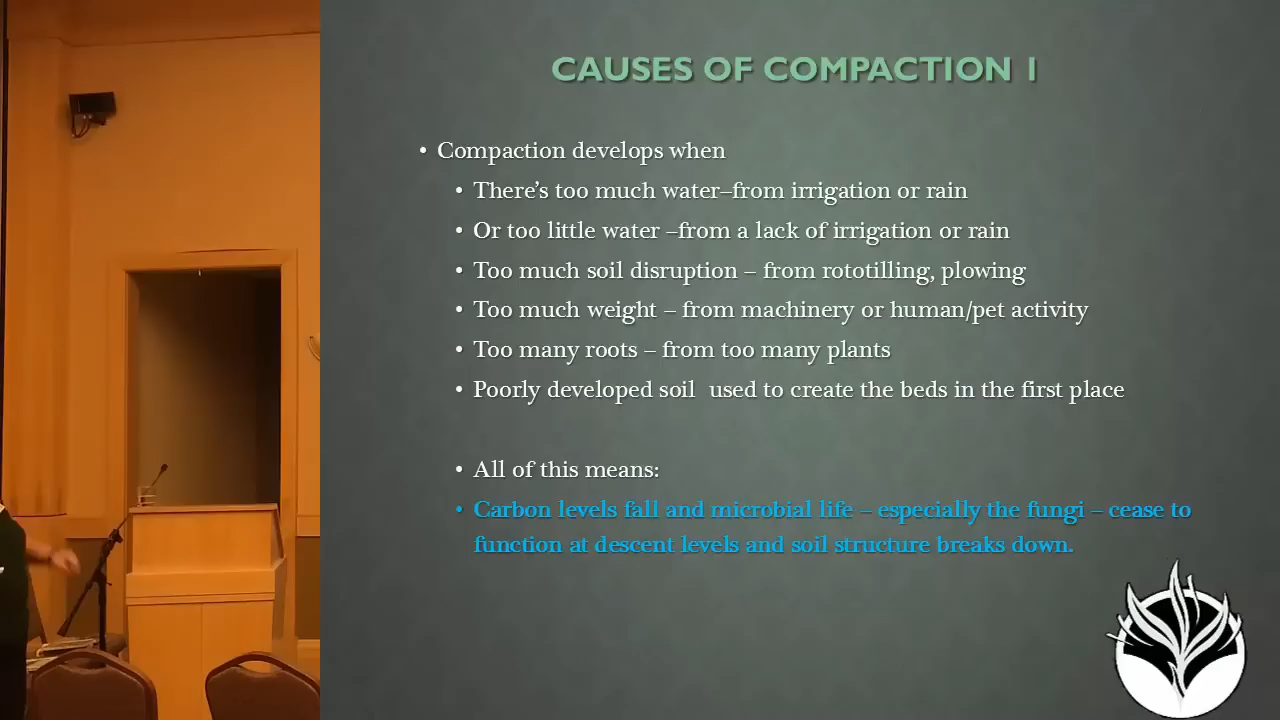 CAUSES OF COMPACTION 1
• Compaction develops when
• There's too much water–from irrigation or rain
• Or too little water –from a lack of irrigation or rain
• Too much soil disruption – from rototilling, plowing
• Too much weight – from machinery or human/pet activity
• Too many roots – from too many plants
• Poorly developed soil  used to create the beds in the first place
• All of this means:
• Carbon levels fall and microbial life – especially the fungi – cease to
function at descent levels and soil structure breaks down.